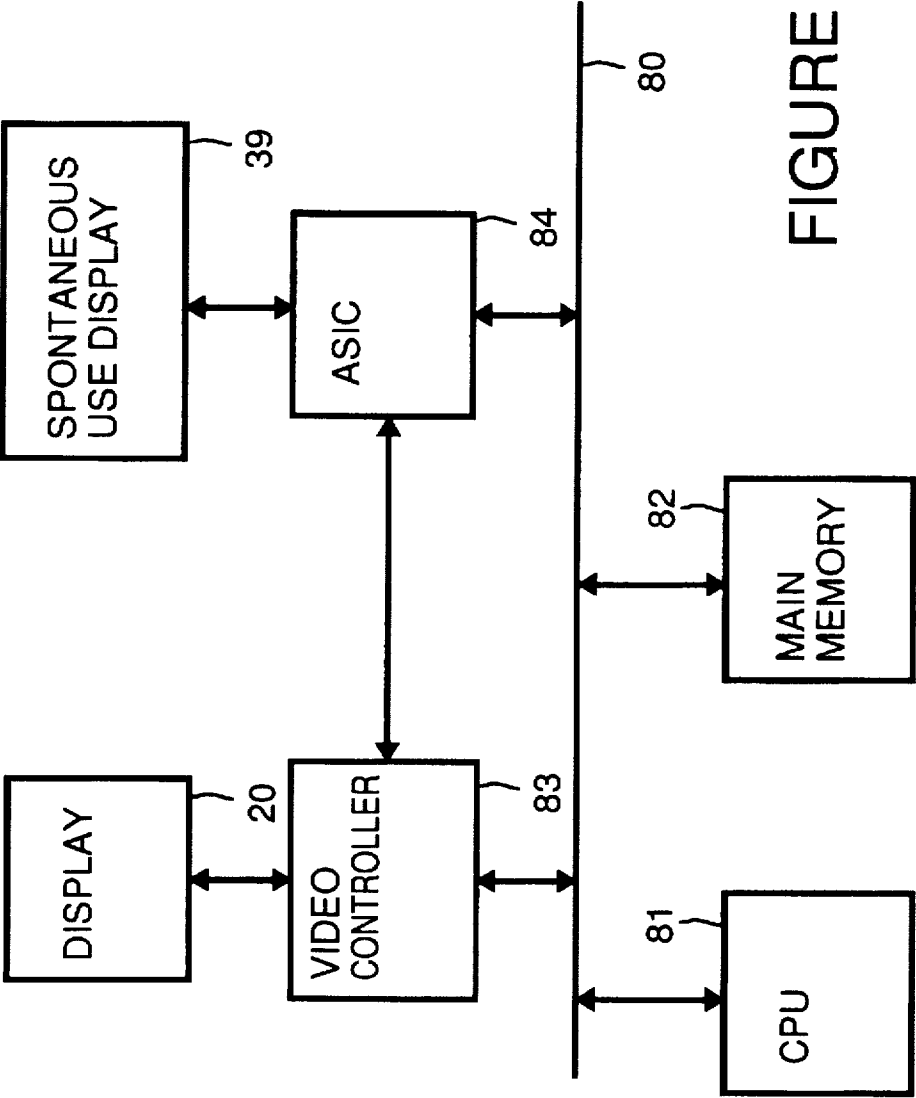 DISPLAY
20
SPONTANEOUS
USE DISPLAY
39
VIDEO
CONTROLLER
83
ASIC
84
80
81
CPU
82
MAIN
MEMORY
FIGURE